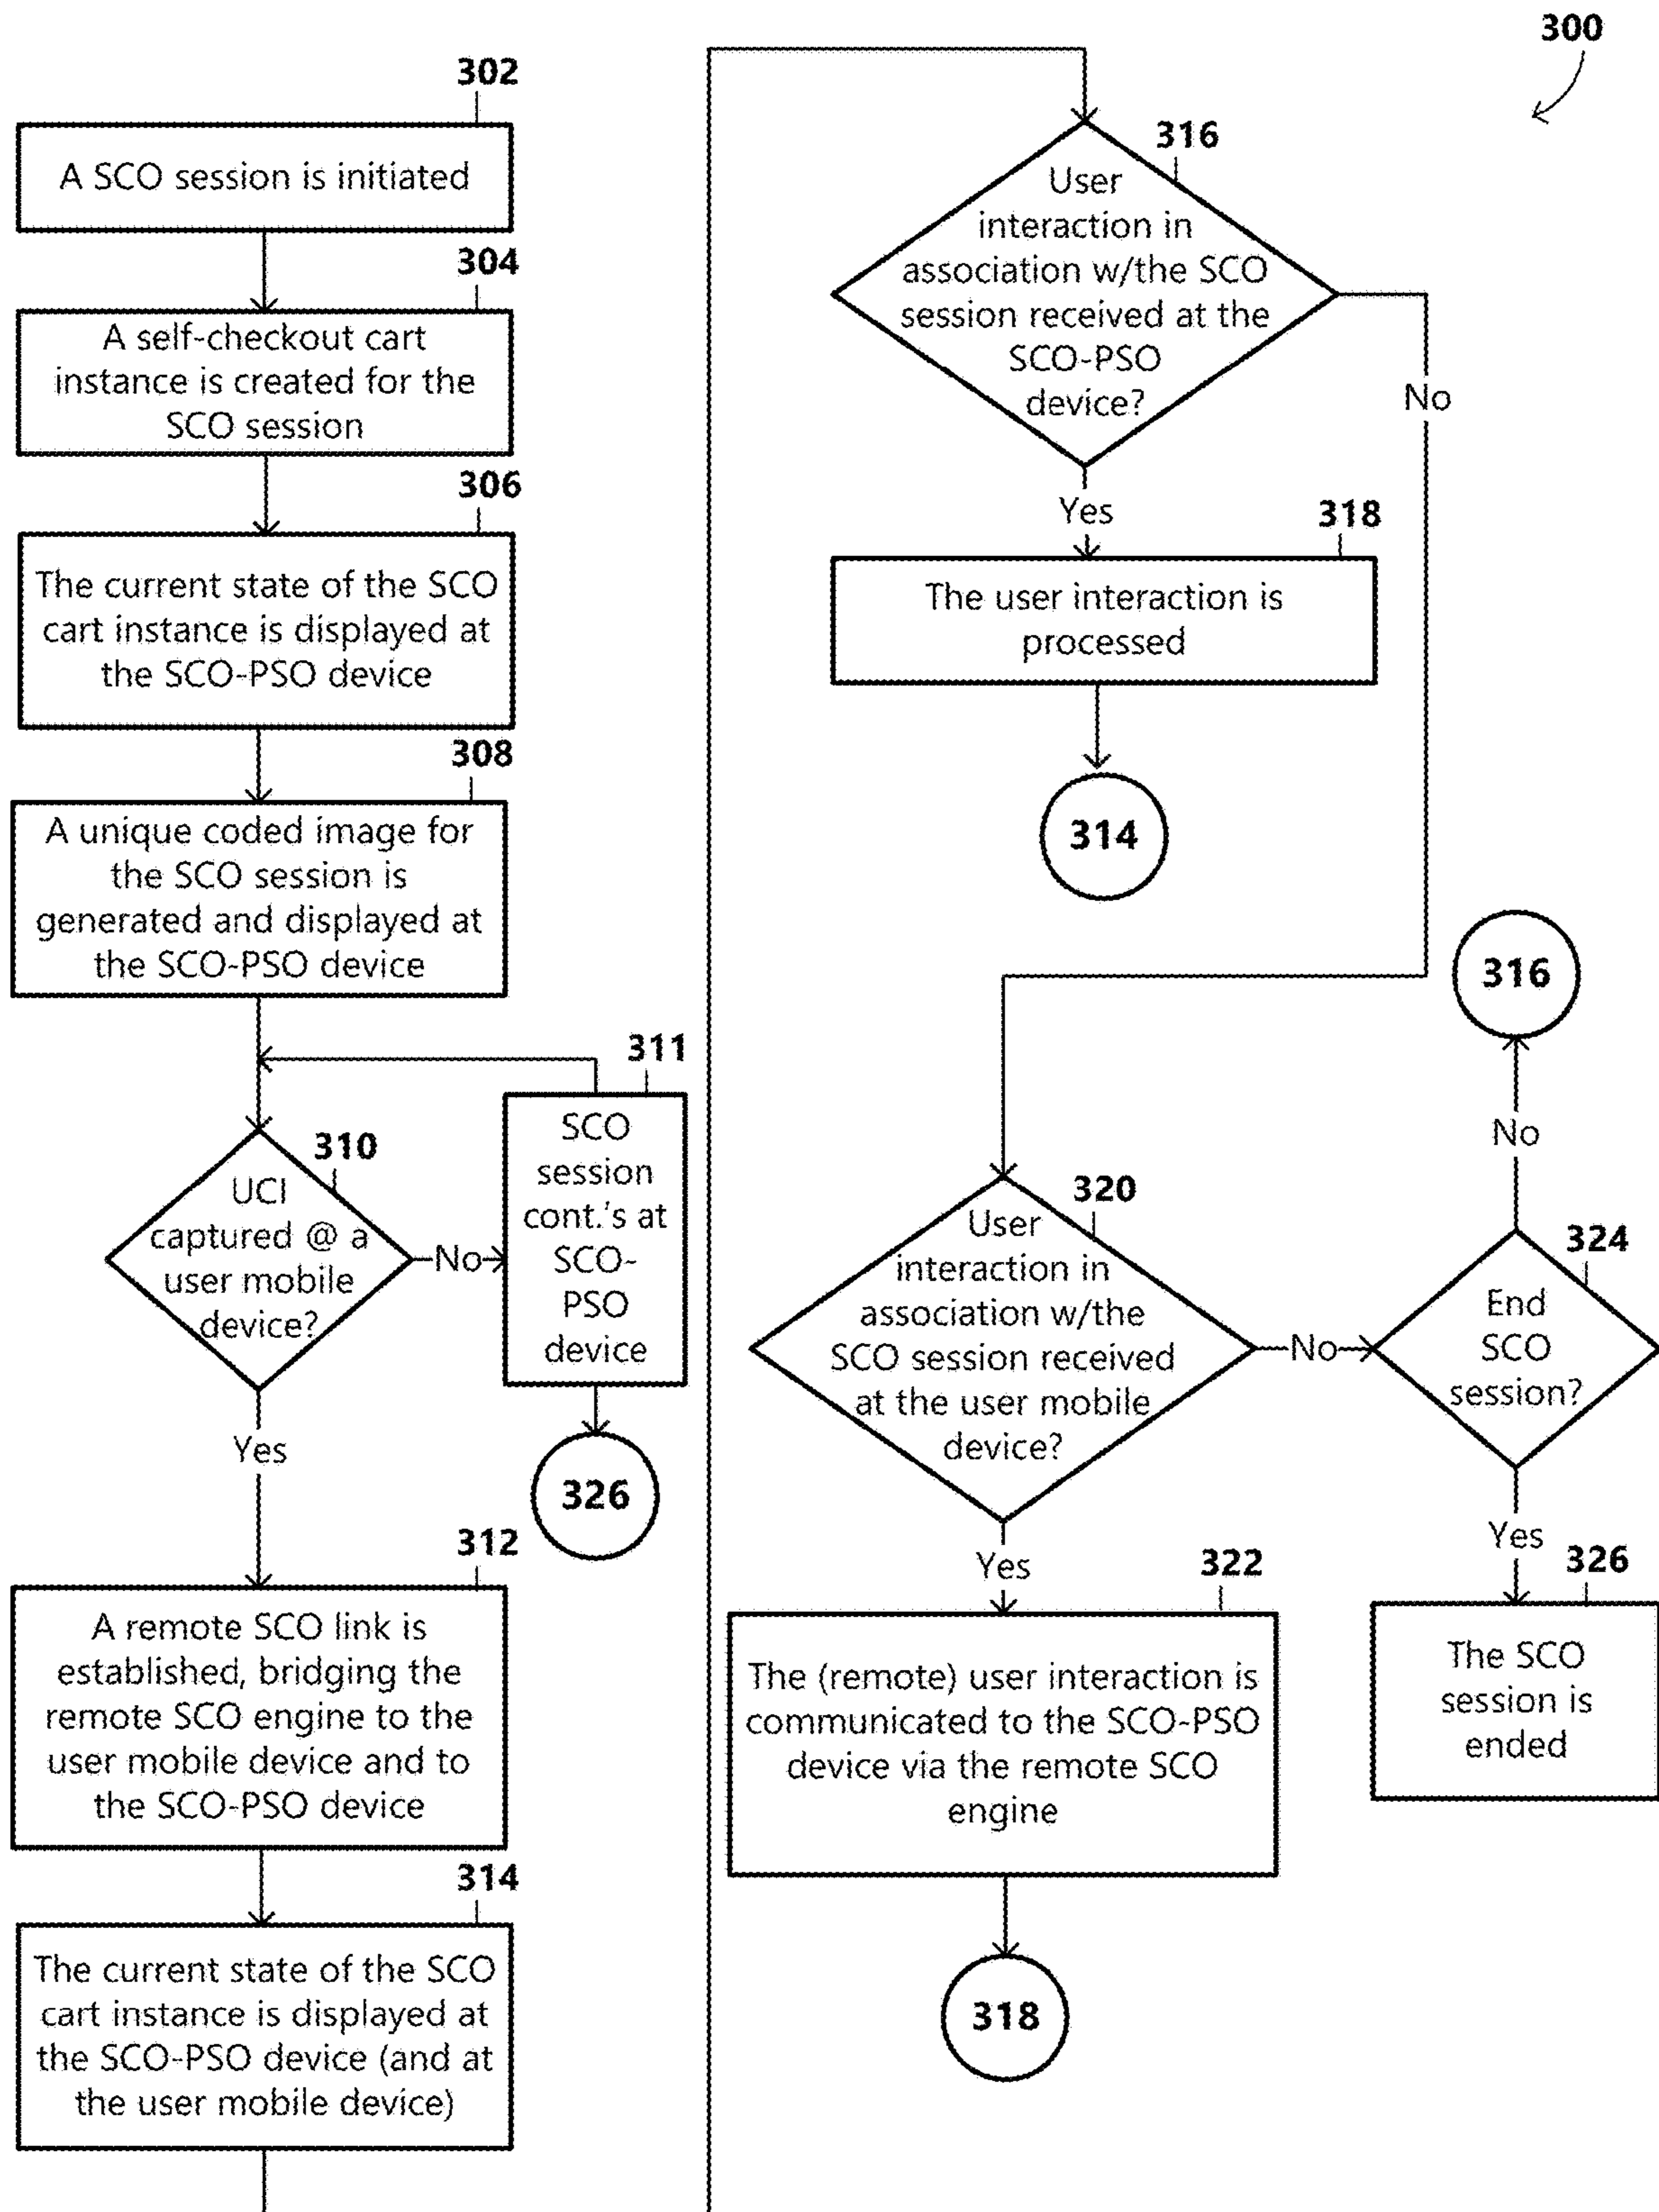 300
302
A SCO session is initiated
304
A self-checkout cart
instance is created for the
SCO session
306
The current state of the SCO
cart instance is displayed at
the SCO-PSO device
308
A unique coded image for
the SCO session is
generated and displayed at
the SCO-PSO device
310
UCI
captured @ a
user mobile
device?
No
311
SCO
session
cont.'s at
SCO-
PSO
device
326
Yes
312
A remote SCO link is
established, bridging the
remote SCO engine to the
user mobile device and to
the SCO-PSO device
314
The current state of the SCO
cart instance is displayed at
the SCO-PSO device (and at
the user mobile device)
316
User
interaction in
association w/the SCO
session received at the
SCO-PSO
device?
No
Yes
318
The user interaction is
processed
314
320
User
interaction in
association w/the
SCO session received
at the user mobile
device?
No
Yes
322
The (remote) user interaction is
communicated to the SCO-PSO
device via the remote SCO
engine
318
324
End
SCO
session?
No
316
Yes
326
The SCO
session is
ended